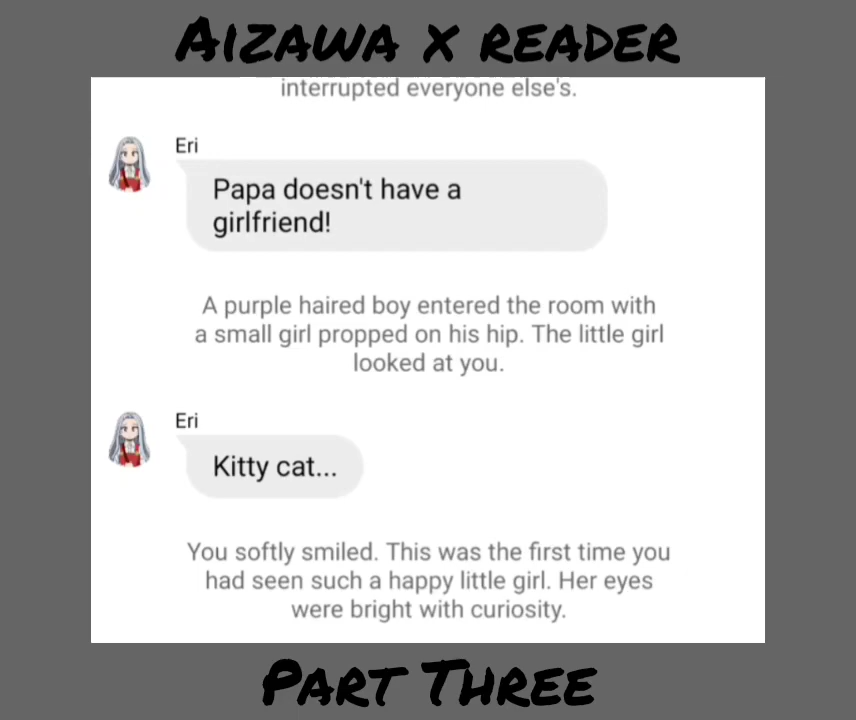 AIZAWA X READER
interrupted everyone else's.
Eri
Papa doesn't have a
girlfriend!
A purple haired boy entered the room with
a small girl propped on his hip. The little girl
looked at you.
Eri
Kitty cat...
You softly smiled. This was the first time you
had seen such a happy little girl. Her eyes
were bright with curiosity.
PART THREE